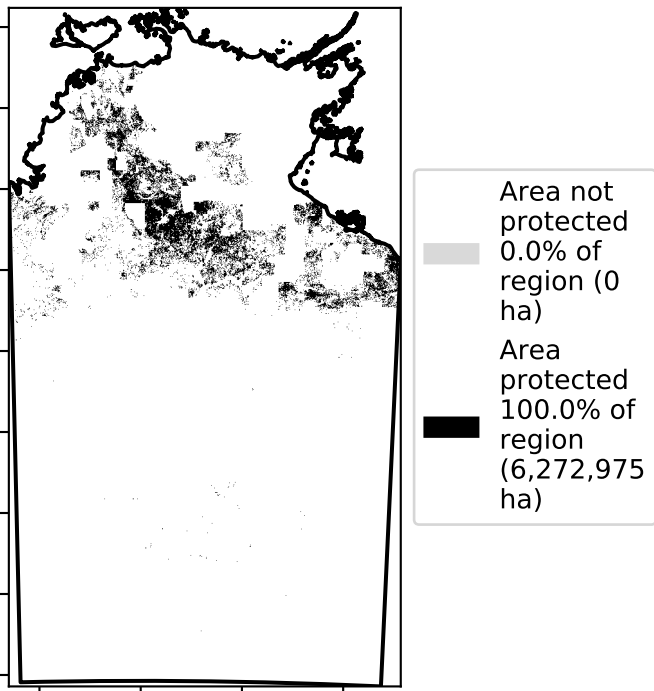 Area not
protected
0.0% of
region (0
ha)
Area
protected
100.0% of
region
(6,272,975
ha)